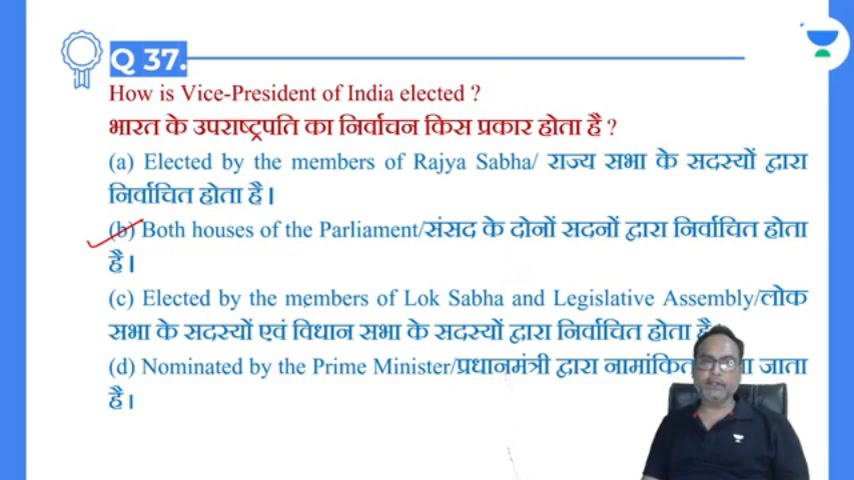 Q 37.
How is Vice-President of India elected ?
भारत के उपराष्ट्रपति का निर्वाचन किस प्रकार होता है ?
(a) Elected by the members of Rajya Sabha/ राज्य सभा के सदस्यों द्वारा
निर्वाचित होता है।
(b) Both houses of the Parliament/संसद के दोनों सदनों द्वारा निर्वाचित होता
है।
(c) Elected by the members of Lok Sabha and Legislative Assembly/लोक
सभा के सदस्यों एवं विधान सभा के सदस्यों द्वारा निर्वाचित होता है
(d) Nominated by the Prime Minister/प्रधानमंत्री द्वारा नामांकित जाता
है।